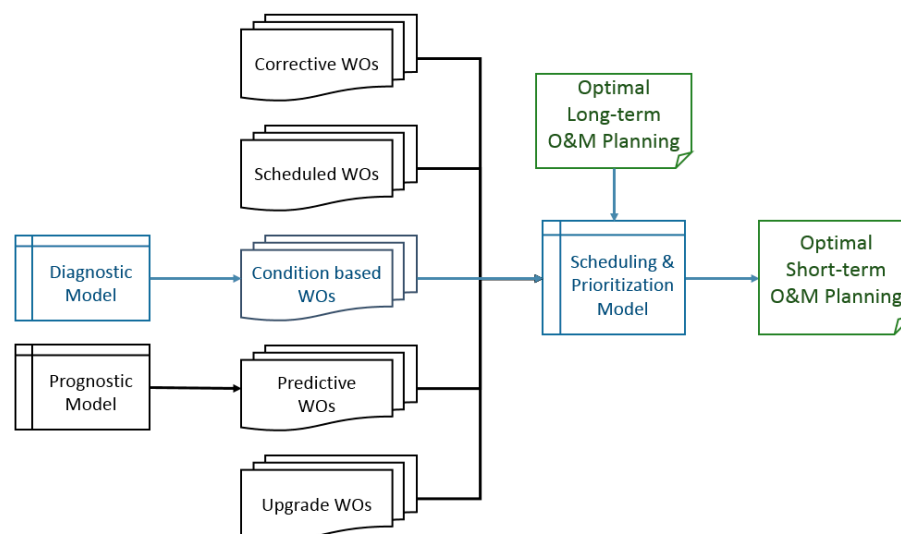 Corrective WOs
Scheduled WOs
Diagnostic
Model
Condition based
WOs
Prognostic
Model
Predictive
WOs
Upgrade WOs
Optimal
Long-term
O&M Planning
Scheduling &
Prioritization
Model
Optimal
Short-term
O&M Planning